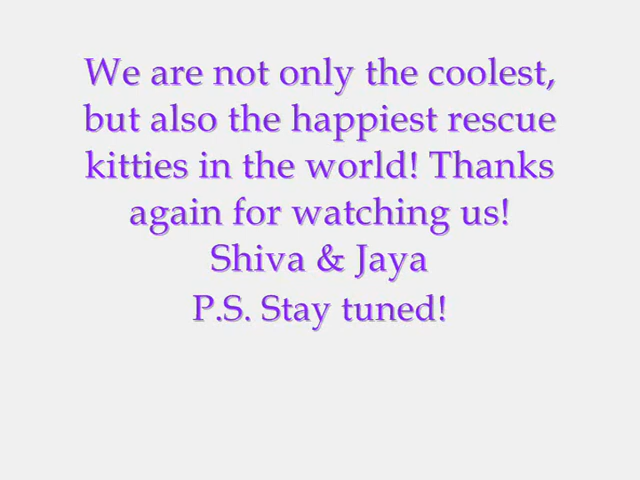 We are not only the coolest,
but also the happiest rescue
kitties in the world! Thanks
again for watching us!
Shiva & Jaya
P.S. Stay tuned!